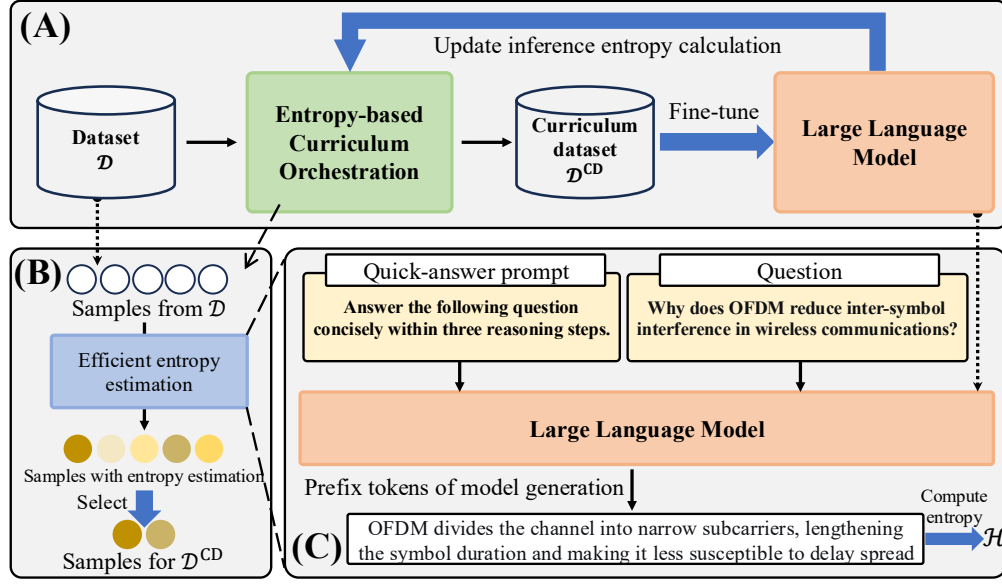 (A)
Update inference entropy calculation
Dataset
𝒟
Entropy-based
Curriculum
Orchestration
Curriculum
dataset
𝒟^CD
Fine-tune
Large Language
Model
(B)
Samples from 𝒟
Efficient entropy
estimation
Samples with entropy estimation
Select
Samples for 𝒟^CD
Quick-answer prompt
Answer the following question
concisely within three reasoning steps.
Question
Why does OFDM reduce inter-symbol
interference in wireless communications?
Large Language Model
Prefix tokens of model generation
(C)
OFDM divides the channel into narrow subcarriers, lengthening
the symbol duration and making it less susceptible to delay spread
Compute
entropy
ℋ